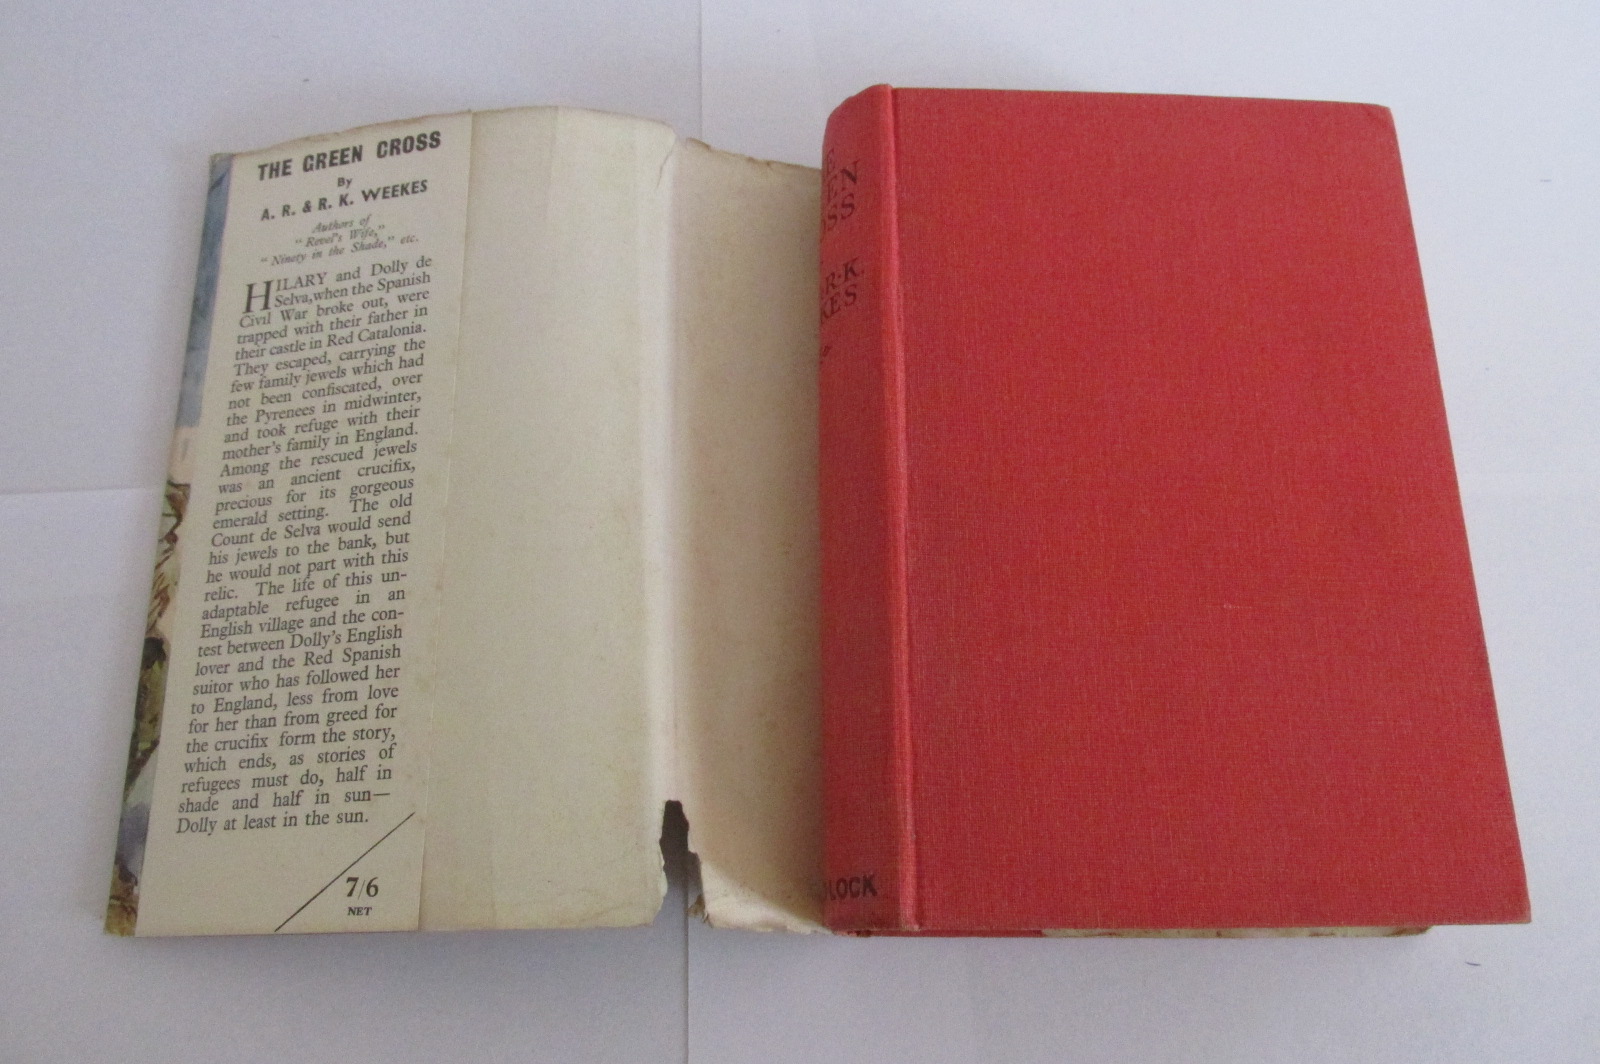 THE GREEN CROSS
By
A. R. & R. K. WEEKES
Authors of
"Revel's Wife,"
"Ninety in the Shade," etc.
HILARY and Dolly de
Selva, when the Spanish
Civil War broke out, were
trapped with their father in
their castle in Red Catalonia.
They escaped, carrying the
few family jewels which had
not been confiscated, over
the Pyrenees in midwinter,
and took refuge with their
mother's family in England.
Among the rescued jewels
was an ancient crucifix,
precious for its gorgeous
emerald setting. The old
Count de Selva would send
his jewels to the bank, but
he would not part with this
relic. The life of this un-
adaptable refugee in an
English village and the con-
test between Dolly's English
lover and the Red Spanish
suitor who has followed her
to England, less from love
for her than from greed for
the crucifix form the story,
which ends, as stories of
refugees must do, half in
shade and half in sun—
Dolly at least in the sun.
7/6
NET
E
EN
SS
R·K.
KES
LOCK